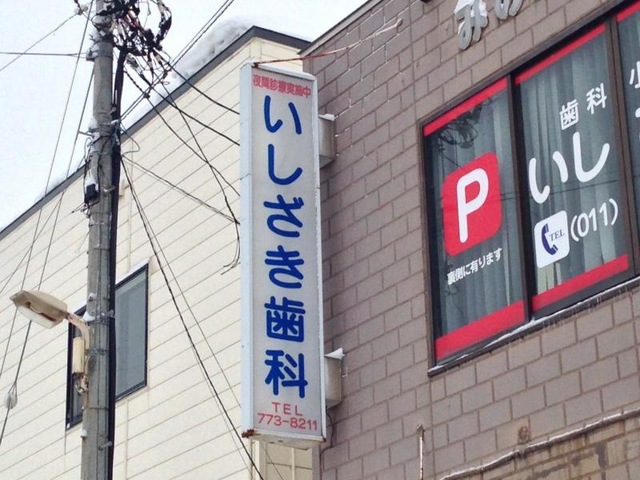 夜間診療実施中
いしざき歯科
TEL
773-8211
P
裏側に有ります
歯科
いし
TEL
(011)